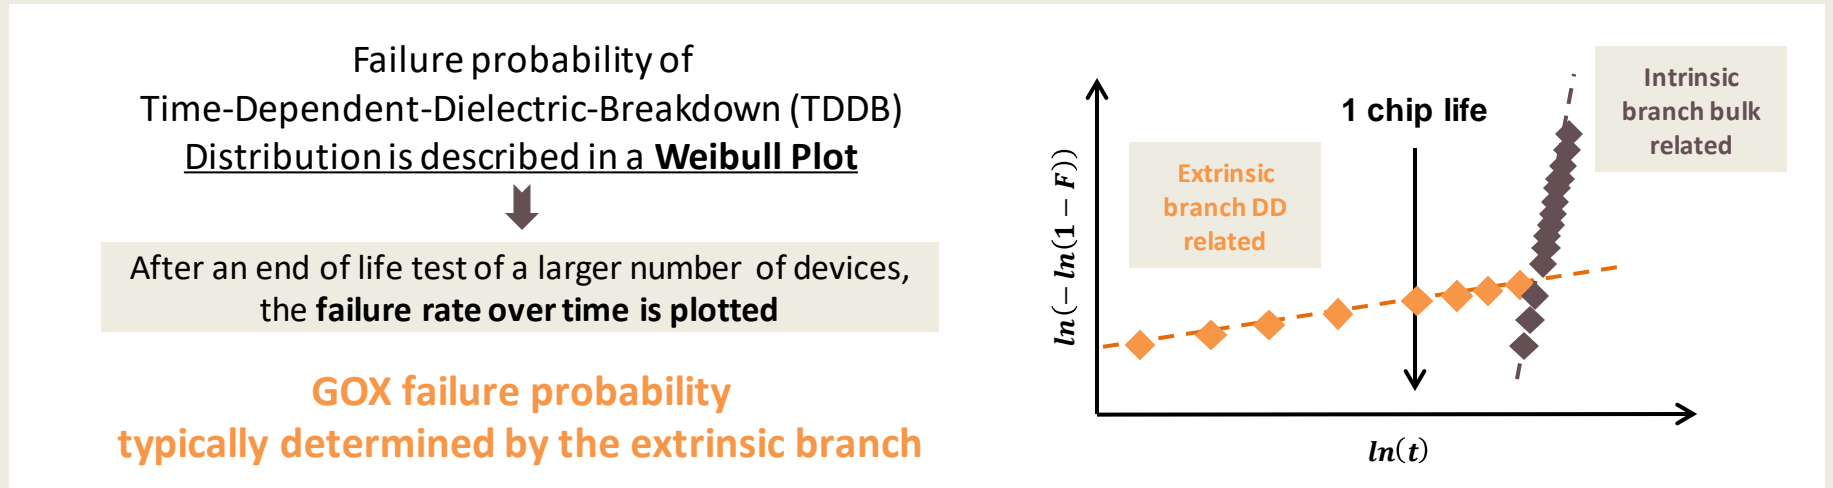 Failure probability of
Time-Dependent-Dielectric-Breakdown (TDDB)
Distribution is described in a Weibull Plot
After an end of life test of a larger number of devices,
the failure rate over time is plotted
GOX failure probability
typically determined by the extrinsic branch
ln(− ln(1 − F))
Extrinsic
branch DD
related
1 chip life
Intrinsic
branch bulk
related
ln(t)